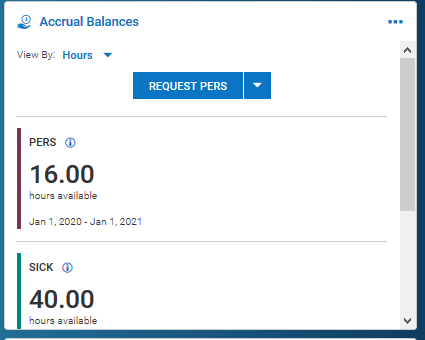 Accrual Balances
View By: Hours
REQUEST PERS
PERS
16.00
hours available
Jan 1, 2020 - Jan 1, 2021
SICK
40.00
hours available